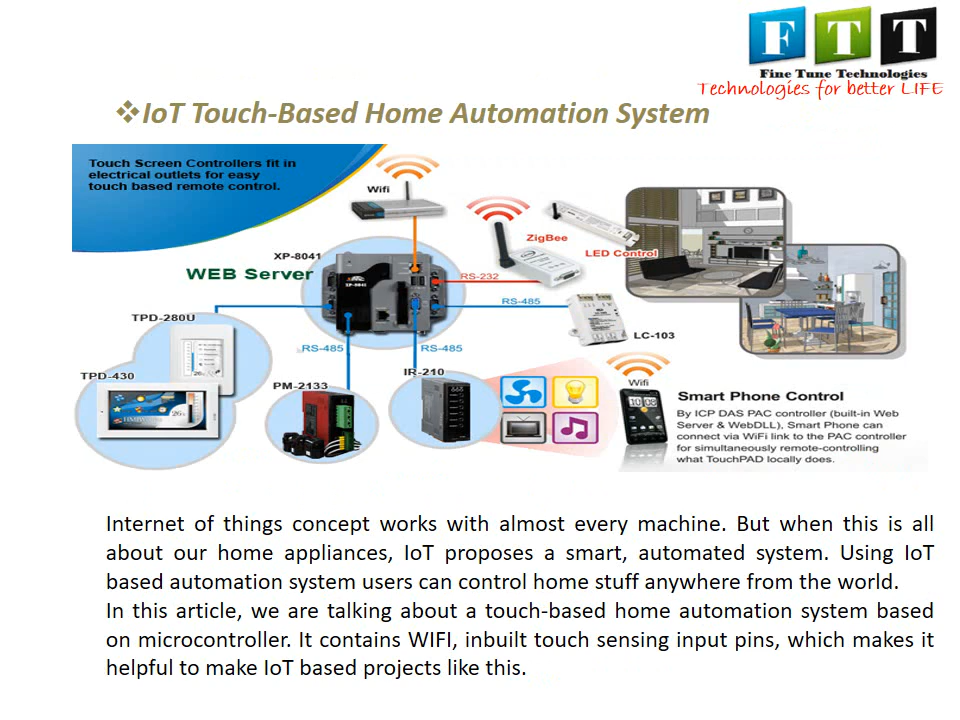 F T T
Fine Tune Technologies
Technologies for better LIFE
❖IoT Touch-Based Home Automation System
Touch Screen Controllers fit in
electrical outlets for easy
touch based remote control.
Wifi
ZigBee
LED Control
XP-8041
WEB Server
XP-8041
RS-232
RS-485
LC-103
TPD-280U
RS-485
RS-485
TPD-430
PM-2133
IR-210
Wifi
10 08
Smart Phone Control
By ICP DAS PAC controller (built-in Web
Server & WebDLL), Smart Phone can
connect via WiFi link to the PAC controller
for simultaneously remote-controlling
what TouchPAD locally does.
Internet of things concept works with almost every machine. But when this is all
about our home appliances, IoT proposes a smart, automated system. Using IoT
based automation system users can control home stuff anywhere from the world.
In this article, we are talking about a touch-based home automation system based
on microcontroller. It contains WIFI, inbuilt touch sensing input pins, which makes it
helpful to make IoT based projects like this.